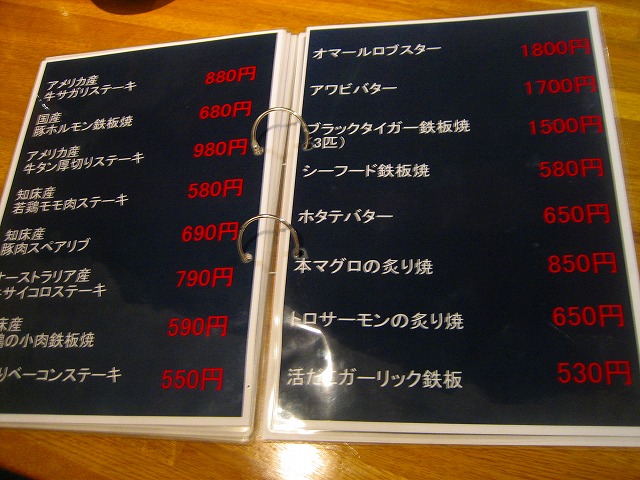 アメリカ産
牛サガリステーキ 880円
国産
豚ホルモン鉄板焼 680円
アメリカ産
牛タン厚切りステーキ 980円
知床産
若鶏モモ肉ステーキ 580円
知床産
豚肉スペアリブ 690円
オーストラリア産
牛サイコロステーキ 790円
床産
鶏の小肉鉄板焼 590円
りベーコンステーキ 550円
オマールロブスター 1800円
アワビバター 1700円
ブラックタイガー鉄板焼 1500円
(3匹)
シーフード鉄板焼 580円
ホタテバター 650円
本マグロの炙り焼 850円
トロサーモンの炙り焼 650円
活だこガーリック鉄板 530円